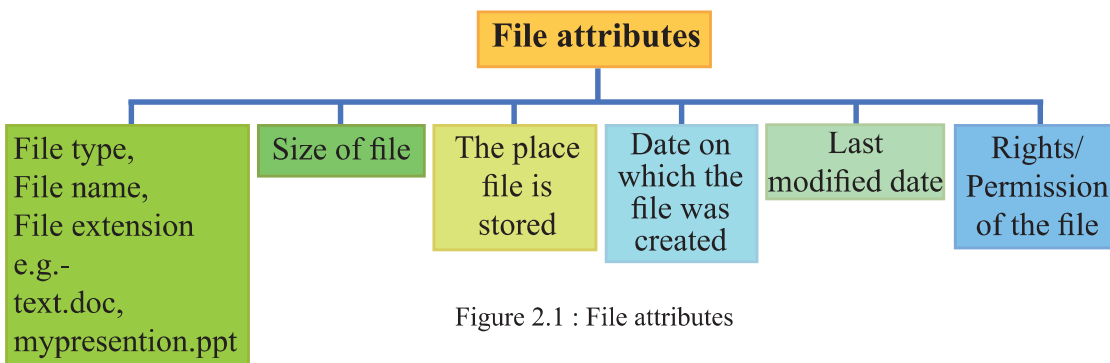 File attributes
File type,
File name,
File extension
e.g.-
text.doc,
mypresention.ppt
Size of file
The place
file is
stored
Date on
which the
file was
created
Last
modified date
Rights/
Permission
of the file
Figure 2.1 : File attributes